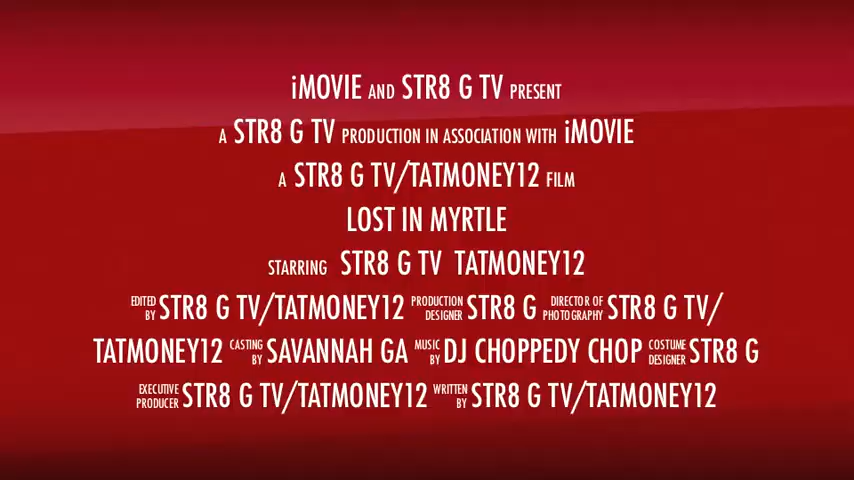 iMOVIE AND STR8 G TV PRESENT
A STR8 G TV PRODUCTION IN ASSOCIATION WITH iMOVIE
A STR8 G TV/TATMONEY12 FILM
LOST IN MYRTLE
STARRING STR8 G TV TATMONEY12
EDITED BY STR8 G TV/TATMONEY12 PRODUCTION DESIGNER STR8 G DIRECTOR OF PHOTOGRAPHY STR8 G TV/
TATMONEY12 CASTING BY SAVANNAH GA MUSIC BY DJ CHOPPEDY CHOP COSTUME DESIGNER STR8 G
EXECUTIVE PRODUCER STR8 G TV/TATMONEY12 WRITTEN BY STR8 G TV/TATMONEY12